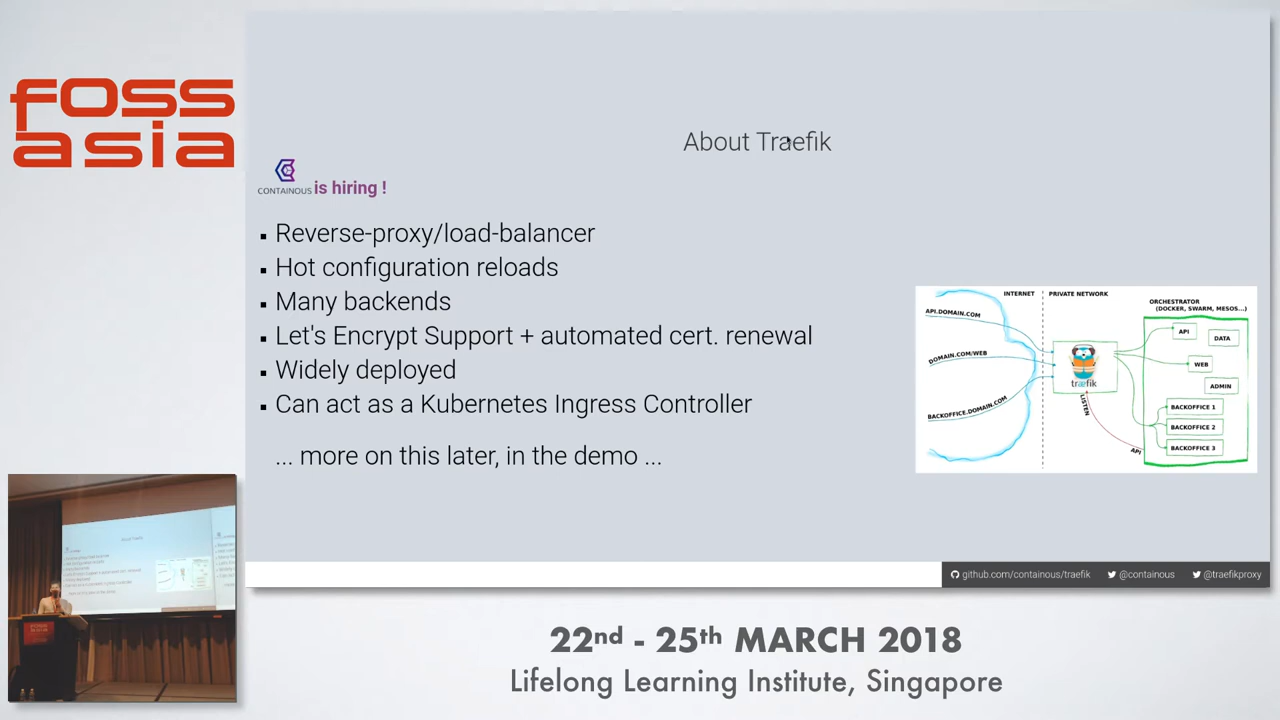 foss
asia
About Traefik
CONTAINOUS is hiring !
▪ Reverse-proxy/load-balancer
▪ Hot configuration reloads
▪ Many backends
▪ Let's Encrypt Support + automated cert. renewal
▪ Widely deployed
▪ Can act as a Kubernetes Ingress Controller
... more on this later, in the demo ...
INTERNET
PRIVATE NETWORK
ORCHESTRATOR
(DOCKER, SWARM, MESOS...)
API.DOMAIN.COM
DOMAIN.COM/WEB
BACKOFFICE.DOMAIN.COM
træfik
LISTEN
API
API
DATA
WEB
ADMIN
BACKOFFICE 1
BACKOFFICE 2
BACKOFFICE 3
github.com/containous/traefik @containous @traefikproxy
22nd - 25th MARCH 2018
Lifelong Learning Institute, Singapore